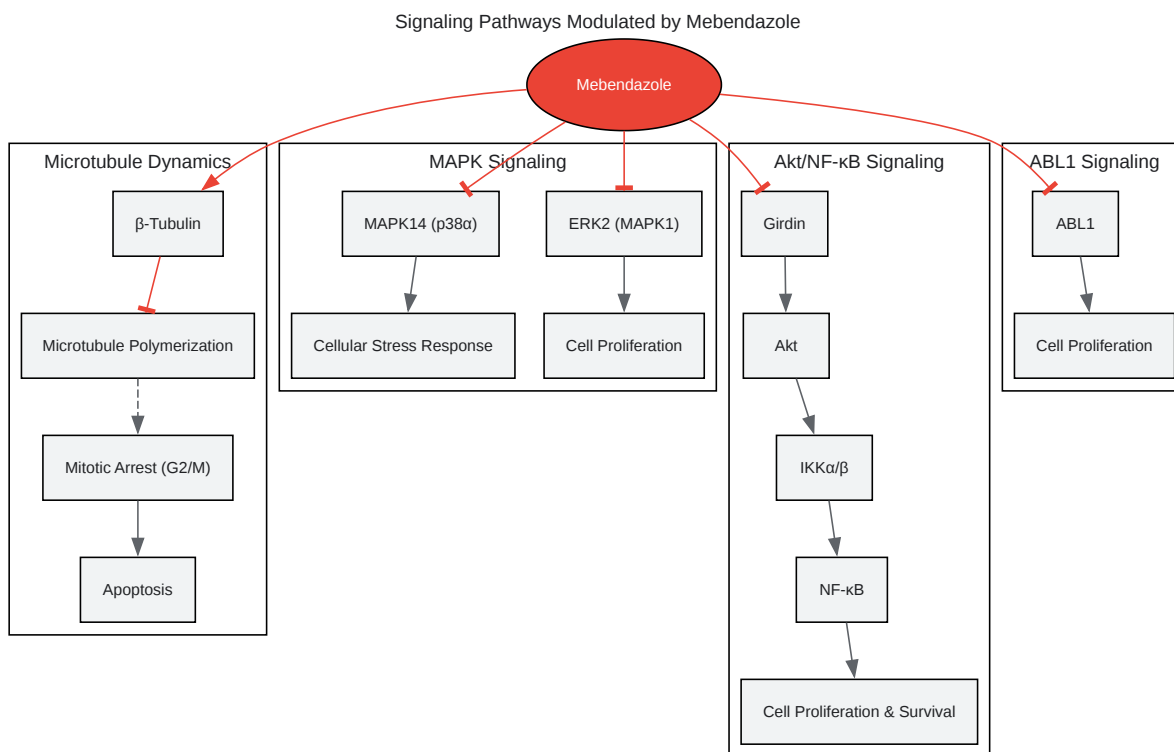 Signaling Pathways Modulated by Mebendazole
Mebendazole
Microtubule Dynamics
β-Tubulin
Microtubule Polymerization
Mitotic Arrest (G2/M)
Apoptosis
MAPK Signaling
MAPK14 (p38α)
ERK2 (MAPK1)
Cellular Stress Response
Cell Proliferation
Akt/NF-κB Signaling
Girdin
Akt
IKKα/β
NF-κB
Cell Proliferation & Survival
ABL1 Signaling
ABL1
Cell Proliferation